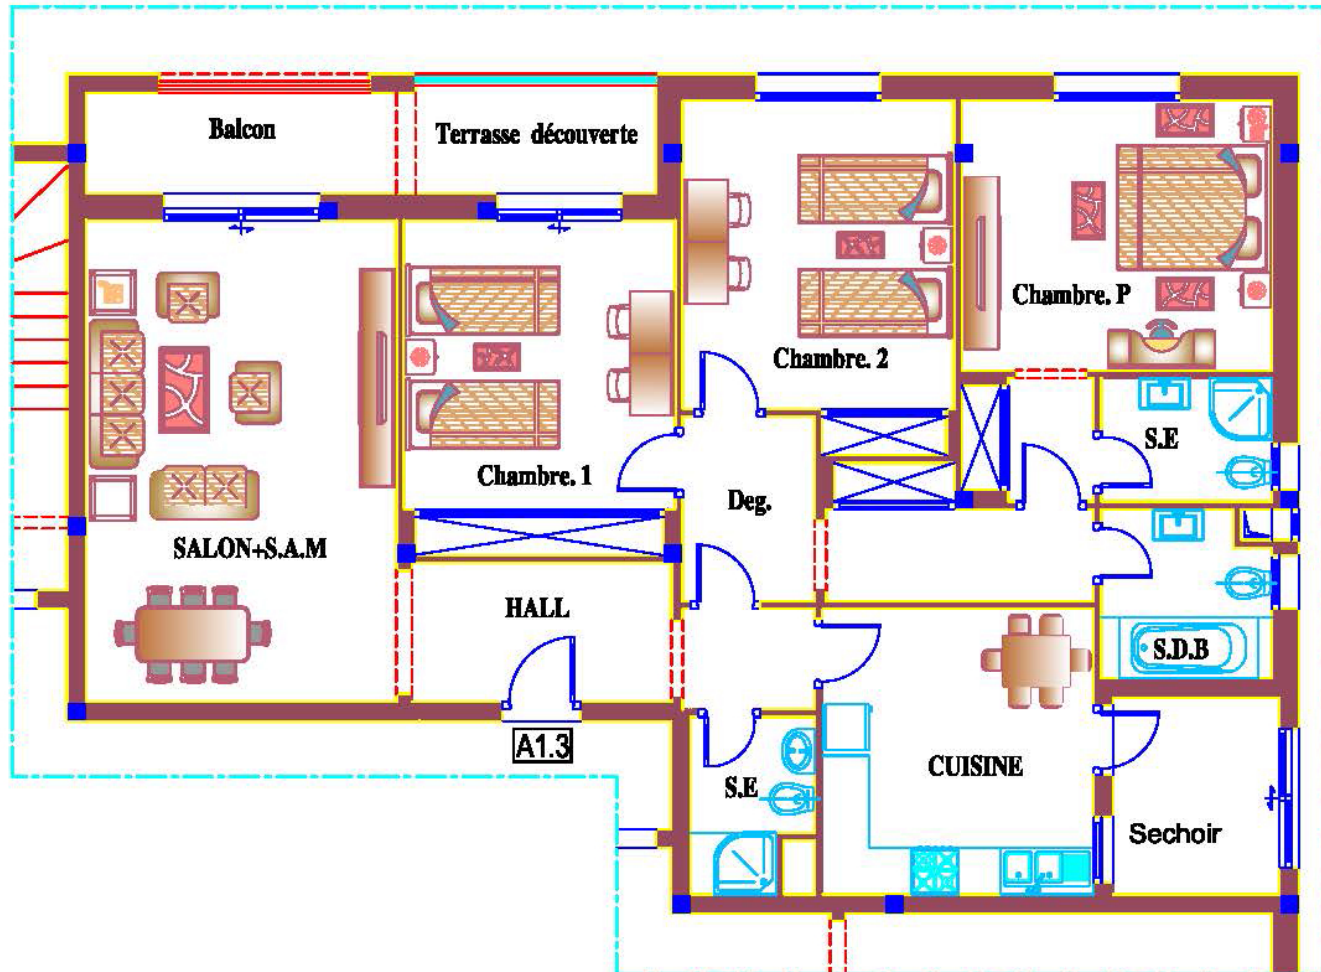 Balcon
Terrasse découverte
Chambre. P
Chambre. 2
S.E
Chambre. 1
Deg.
SALON+S.A.M
HALL
S.D.B
A1.3
CUISINE
S.E
Sechoir